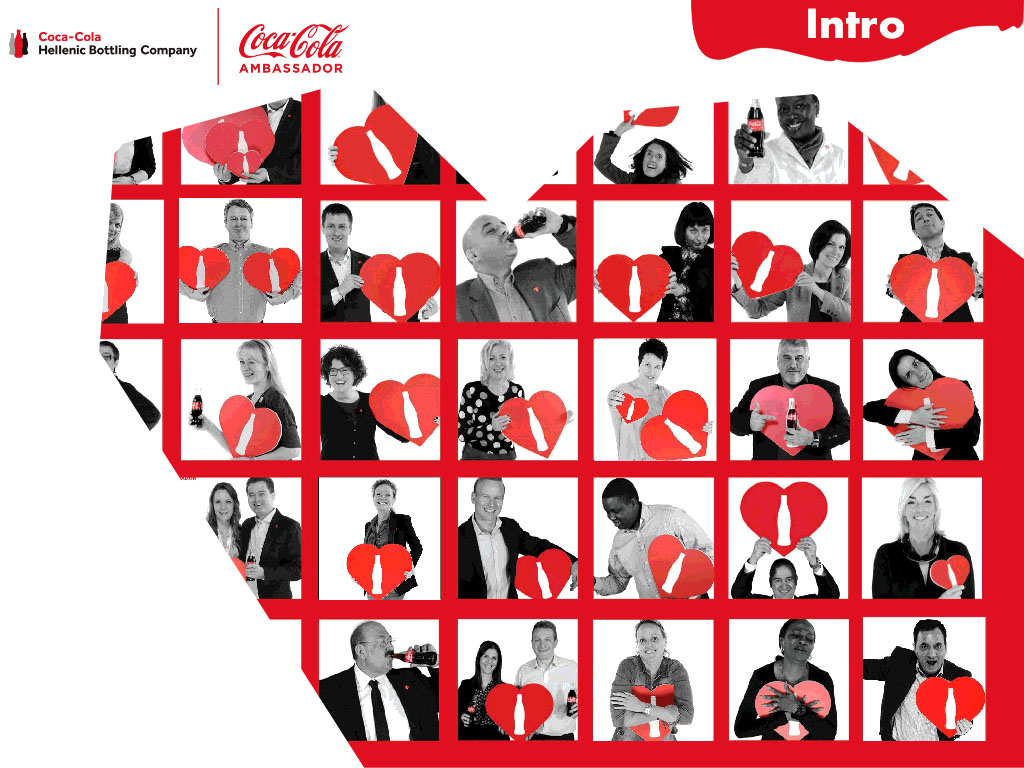 Coca-Cola
Hellenic Bottling Company
Coca-Cola
AMBASSADOR
Intro